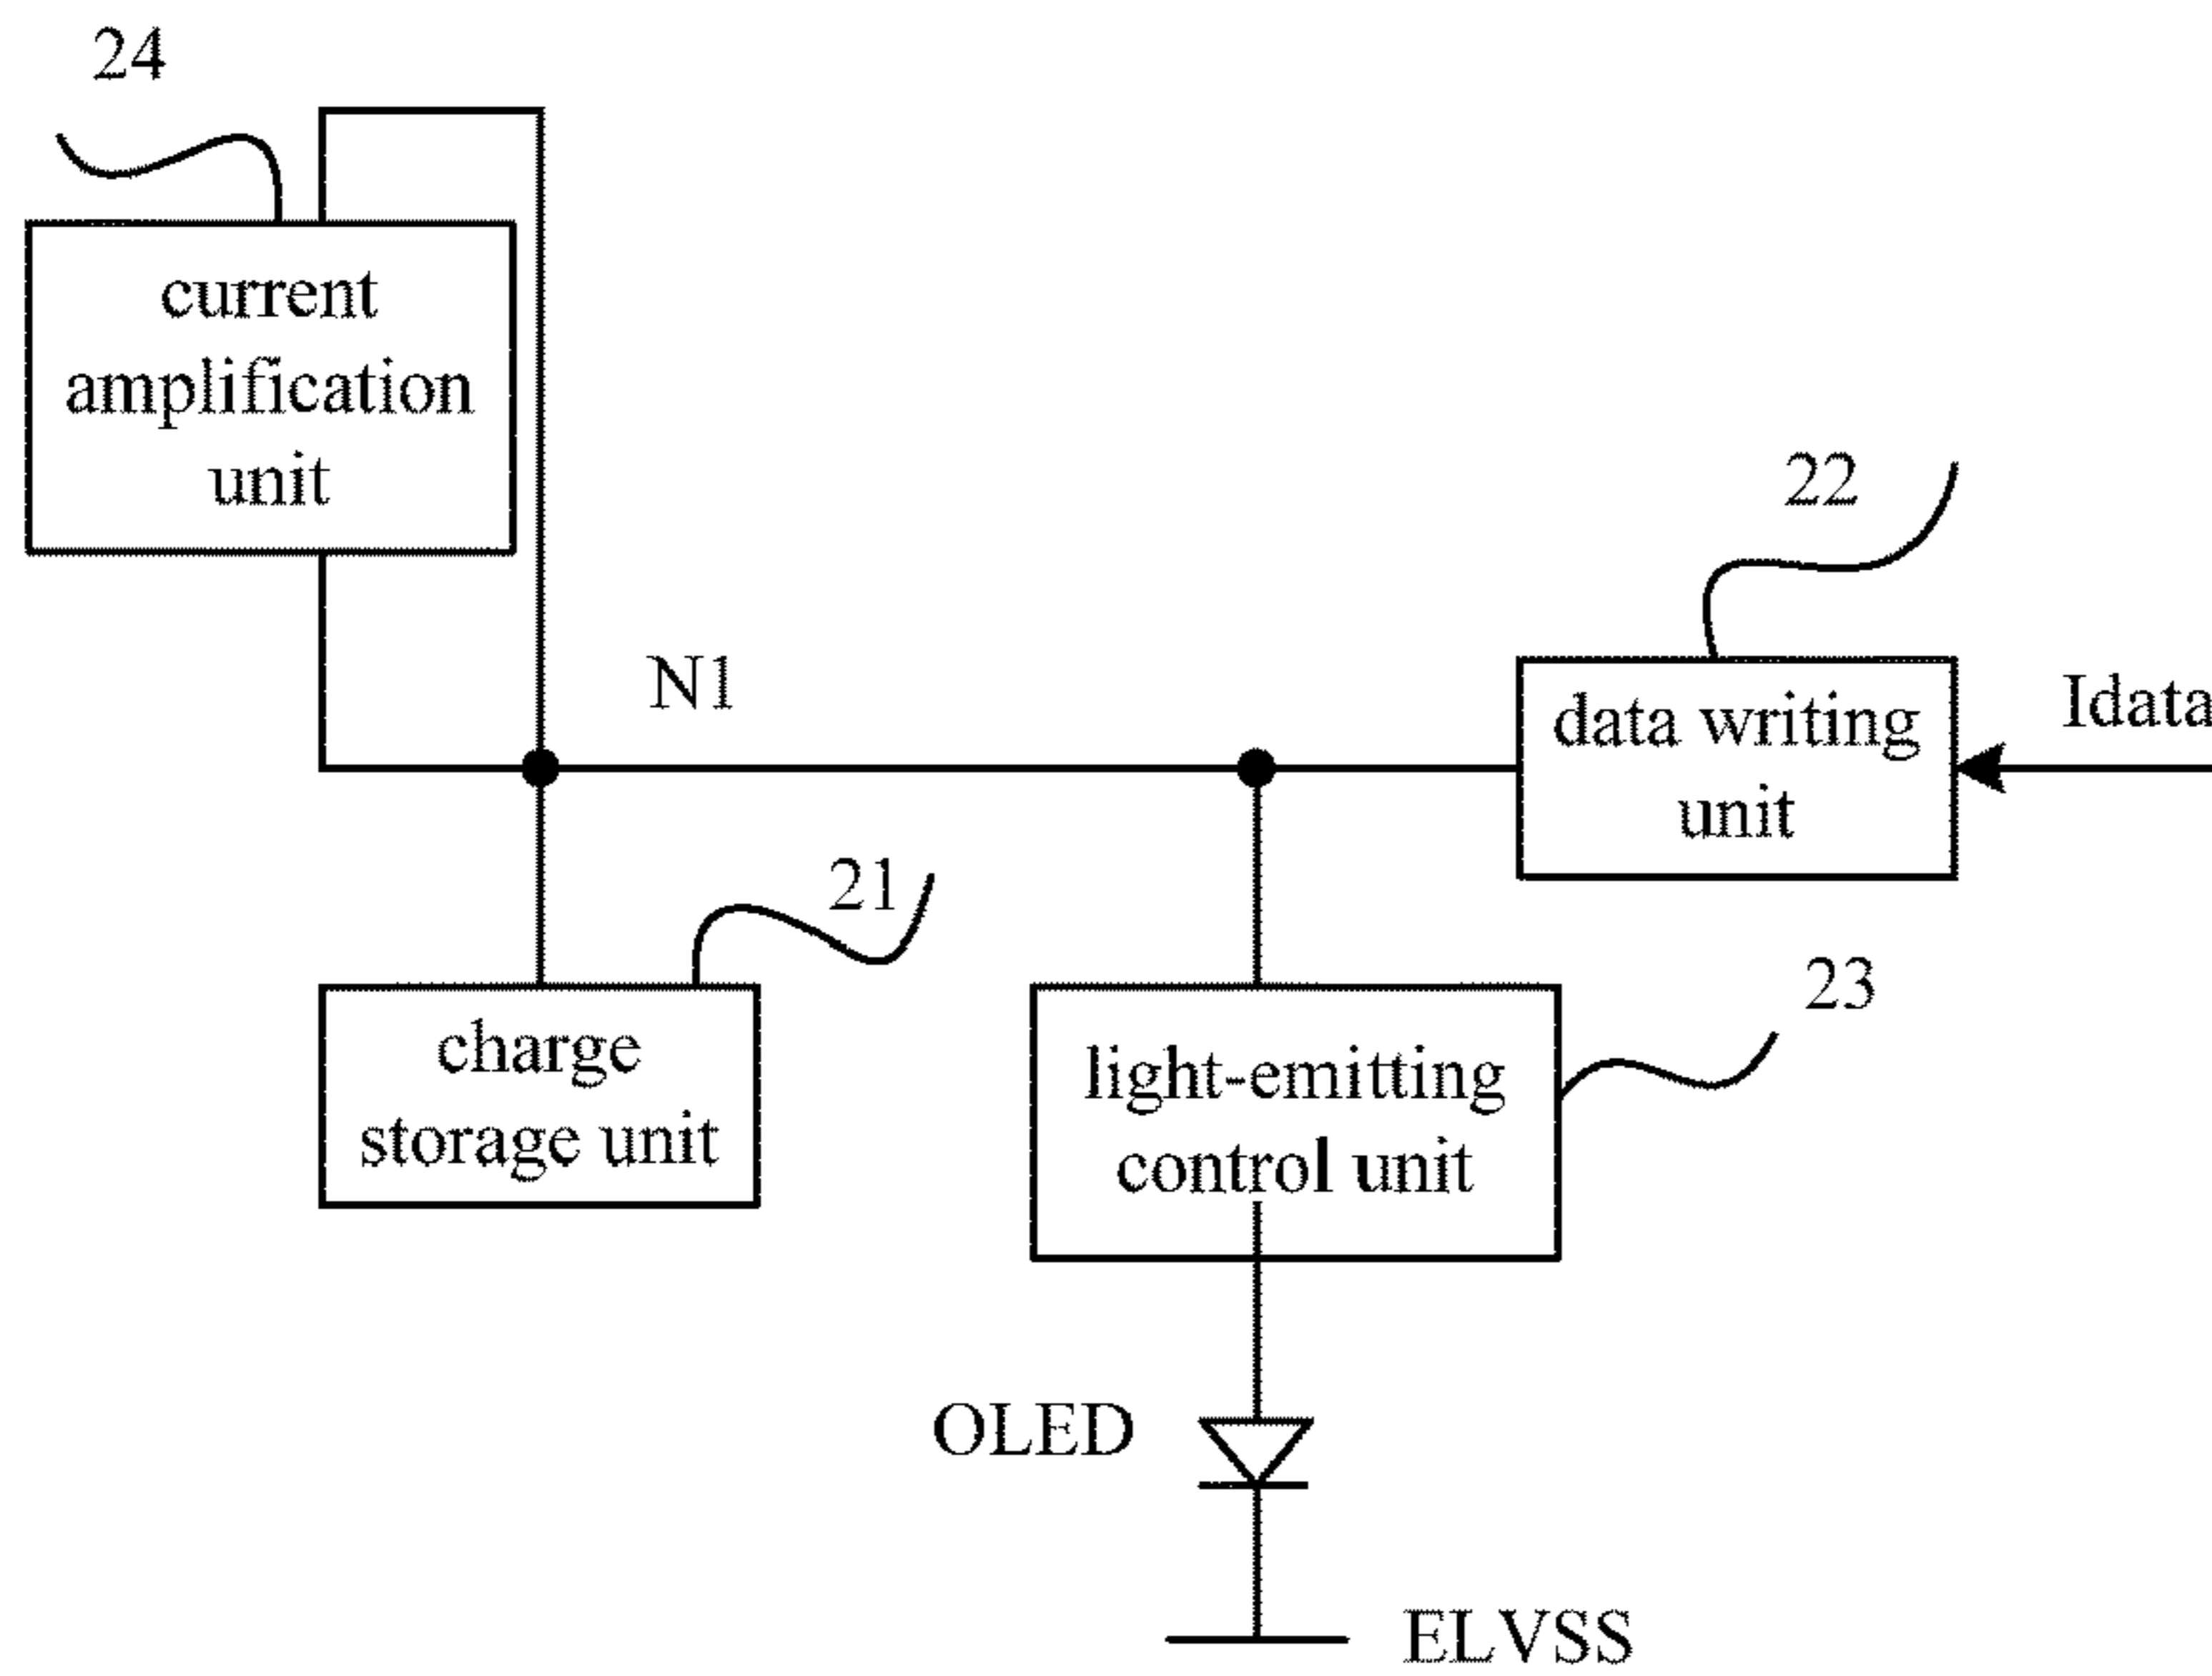 24
current
amplification
unit
22
N1
data writing
unit
Idata
21
charge
storage unit
23
light-emitting
control unit
OLED
ELVSS